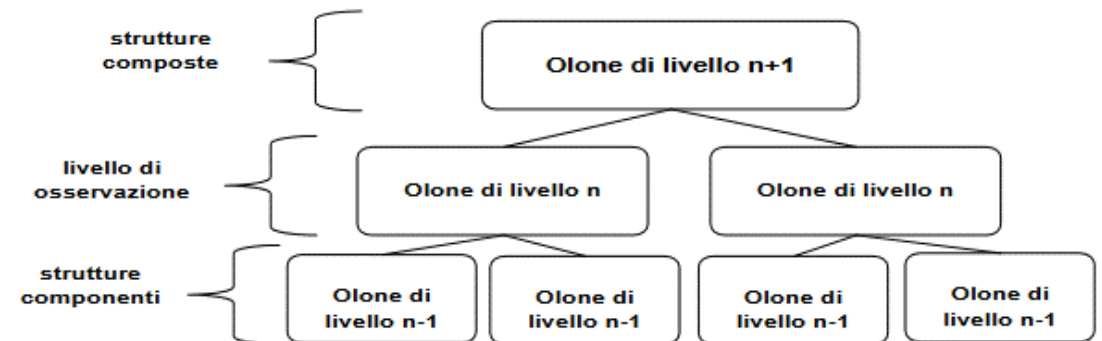 strutture
composte
Olone di livello n+1
livello di
osservazione
Olone di livello n
Olone di livello n
strutture
componenti
Olone di
livello n-1
Olone di
livello n-1
Olone di
livello n-1
Olone di
livello n-1